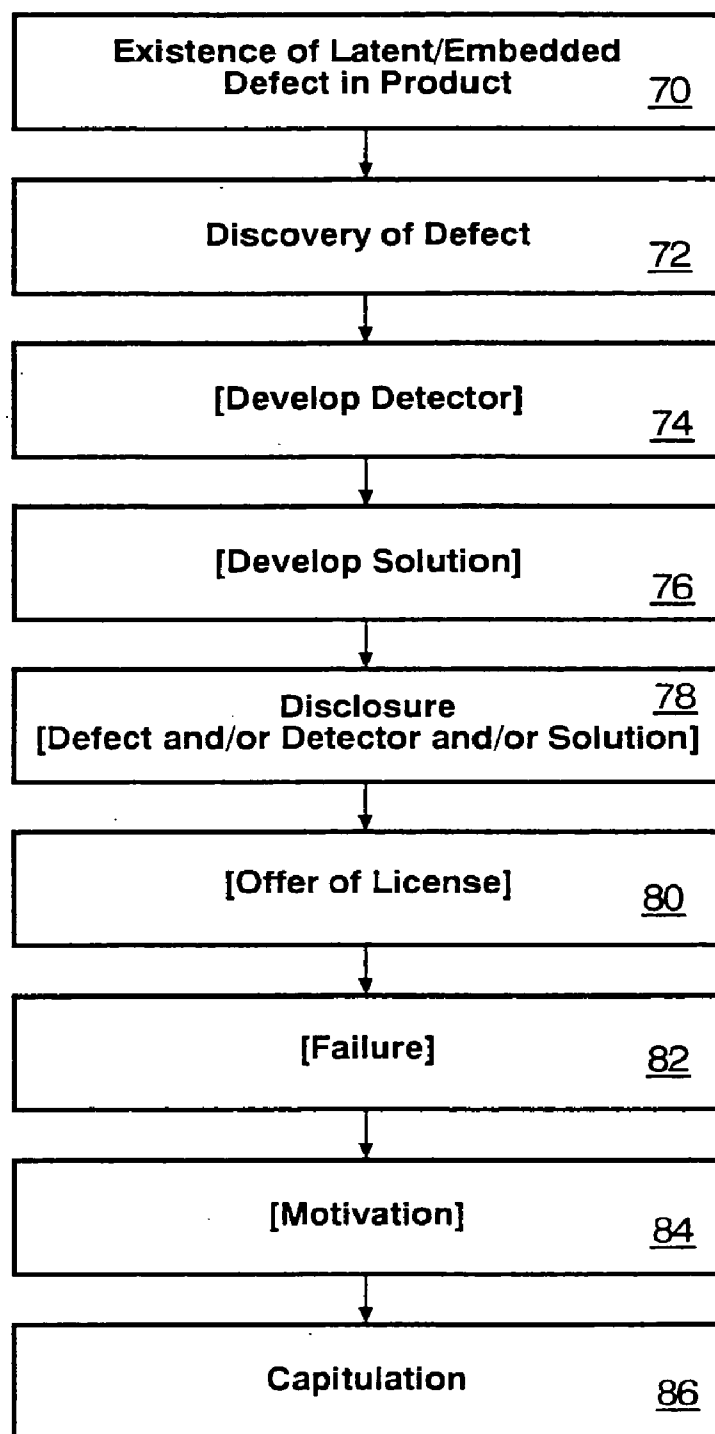 Existence of Latent/Embedded
Defect in Product
70
Discovery of Defect
72
[Develop Detector]
74
[Develop Solution]
76
Disclosure
78
[Defect and/or Detector and/or Solution]
[Offer of License]
80
[Failure]
82
[Motivation]
84
Capitulation
86